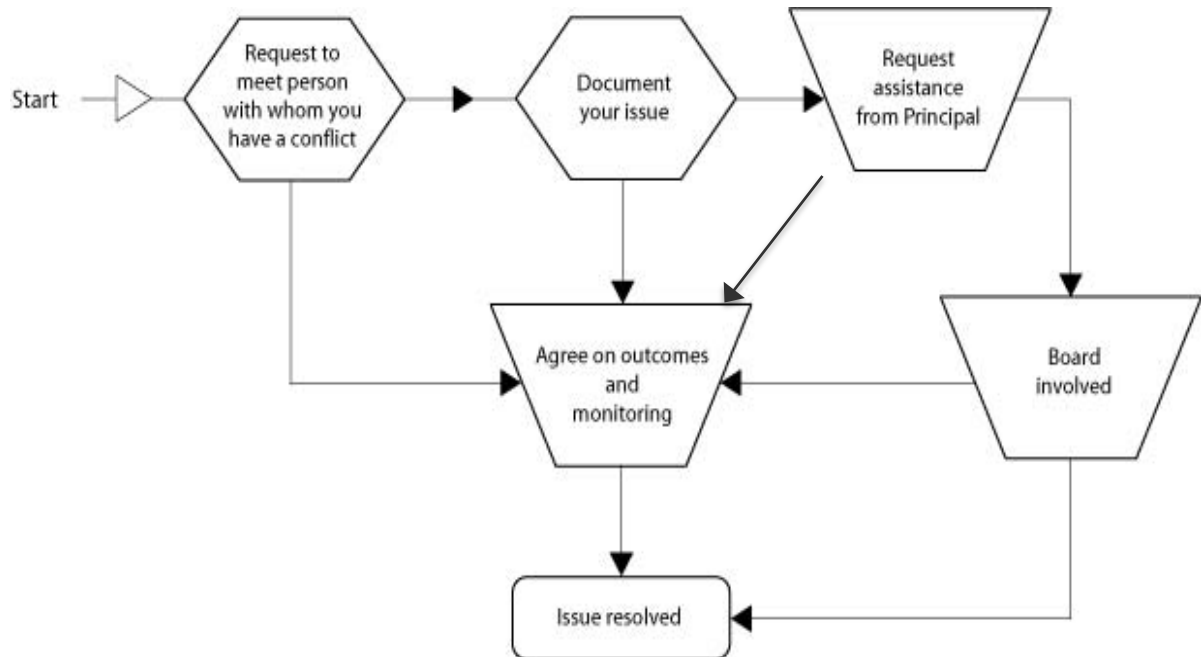 Start
Request to
meet person
with whom you
have a conflict
Document
your issue
Request
assistance
from Principal
Agree on outcomes
and
monitoring
Board
involved
Issue resolved